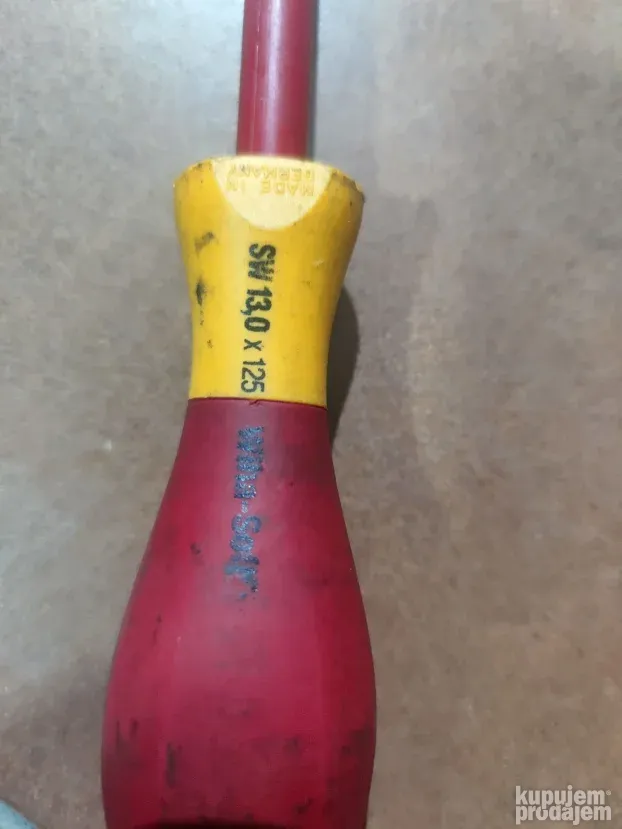 MADE IN
GERMANY
SW 13,0 x 125
Wiha-Soft
kupujem
prodajem